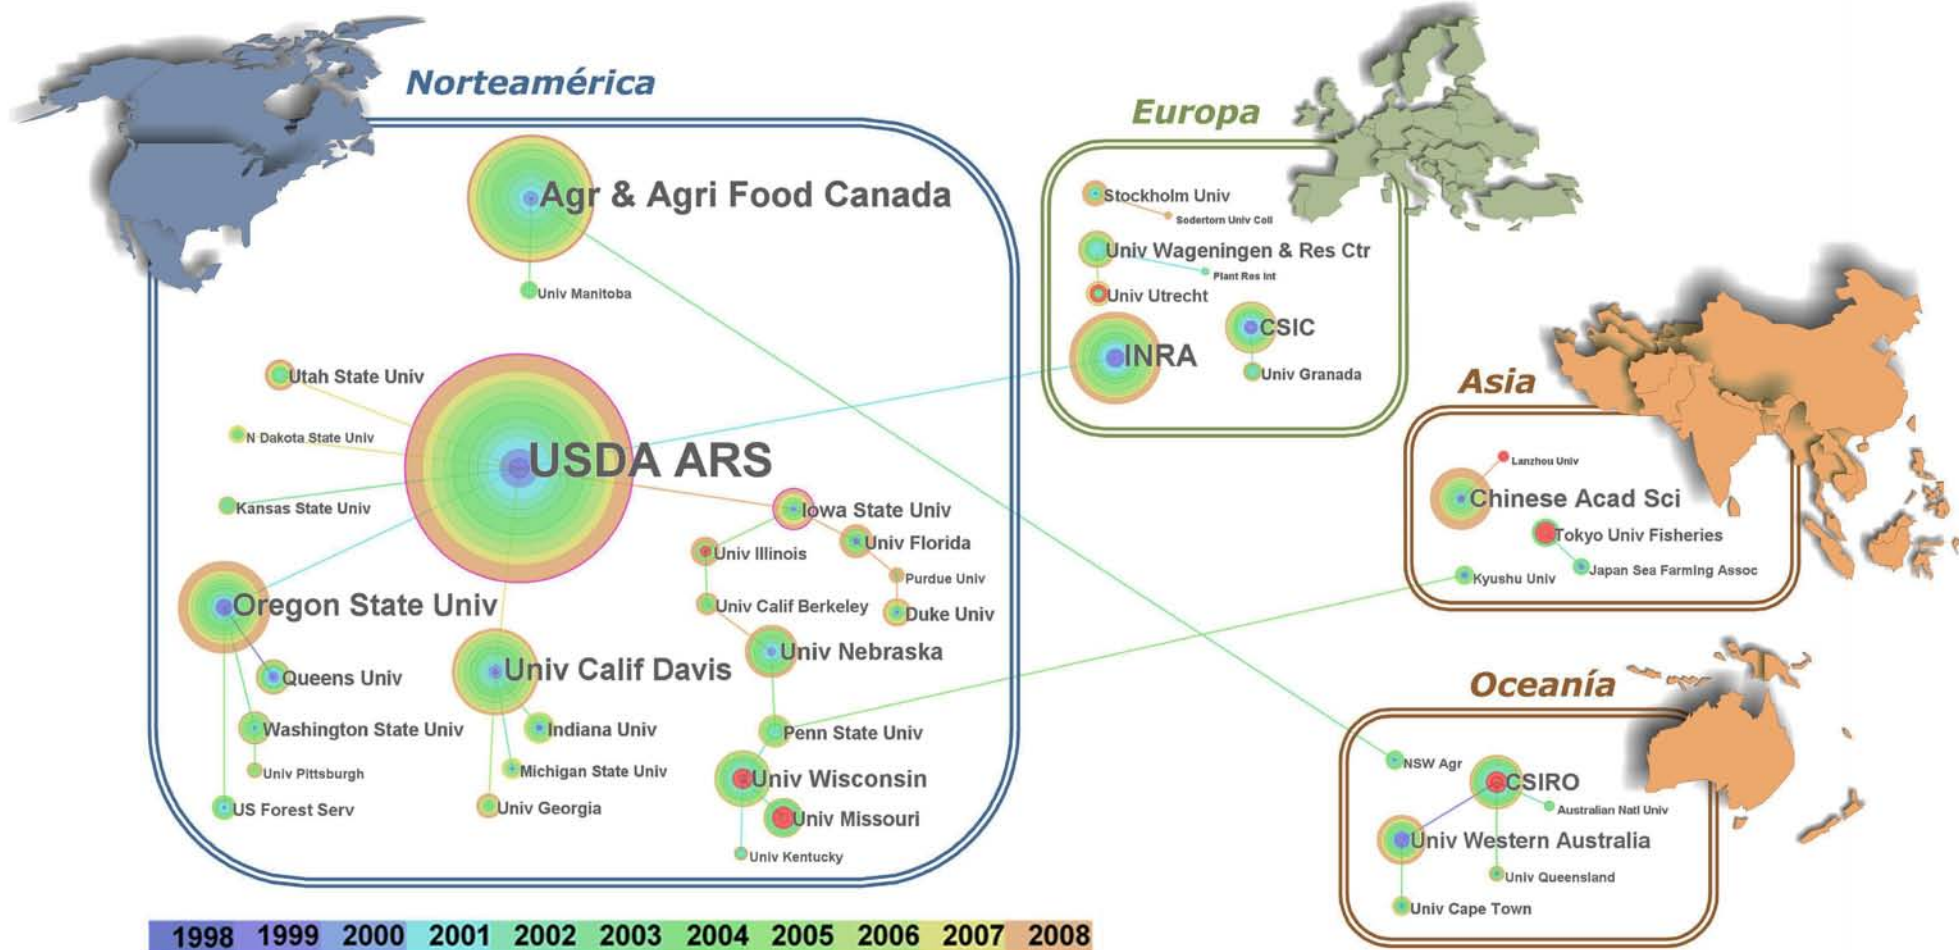 Norteamérica
Agr & Agri Food Canada
Univ Manitoba
Utah State Univ
N Dakota State Univ
USDA ARS
Kansas State Univ
Iowa State Univ
Univ Illinois
Univ Florida
Purdue Univ
Univ Calif Berkeley
Duke Univ
Oregon State Univ
Univ Nebraska
Queens Univ
Univ Calif Davis
Washington State Univ
Indiana Univ
Penn State Univ
Univ Pittsburgh
Michigan State Univ
Univ Wisconsin
US Forest Serv
Univ Georgia
Univ Missouri
Univ Kentucky
Europa
Stockholm Univ
Sodertorn Univ Coll
Univ Wageningen & Res Ctr
Plant Res Int
Univ Utrecht
CSIC
INRA
Univ Granada
Asia
Lanzhou Univ
Chinese Acad Sci
Tokyo Univ Fisheries
Japan Sea Farming Assoc
Kyushu Univ
Oceanía
NSW Agr
CSIRO
Australian Natl Univ
Univ Western Australia
Univ Queensland
Univ Cape Town
1998 1999 2000 2001 2002 2003 2004 2005 2006 2007 2008